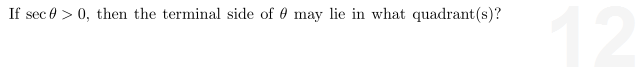 If sec θ > 0, then the terminal side of θ may lie in what quadrant(s)?
12